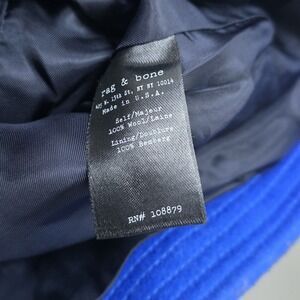 rag & bone
425 W. 13th St. NY NY 10014
Made in U.S.A.
Self/Majeur
100% Wool/Laine
Lining/Doublure
100% Bemberg
RN# 108879